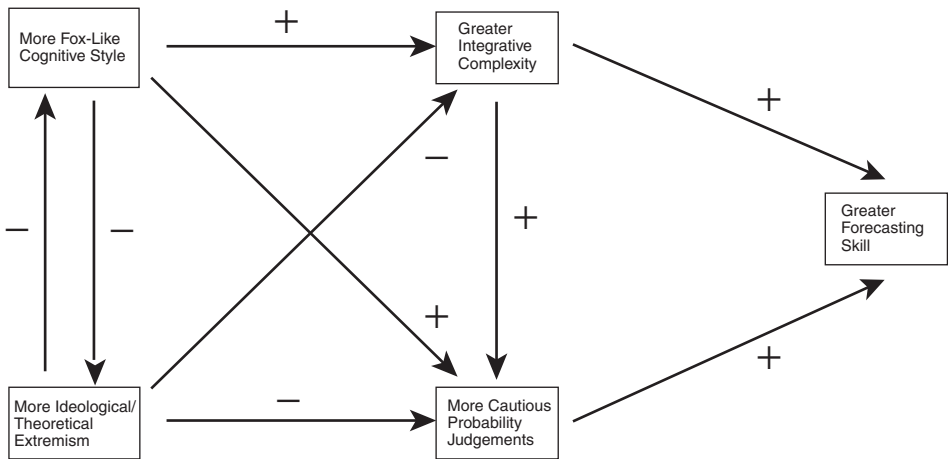 More Fox-Like
Cognitive Style
+
Greater
Integrative
Complexity
+
−
−
−
+
Greater
Forecasting
Skill
+
+
More Ideological/
Theoretical
Extremism
−
More Cautious
Probability
Judgements